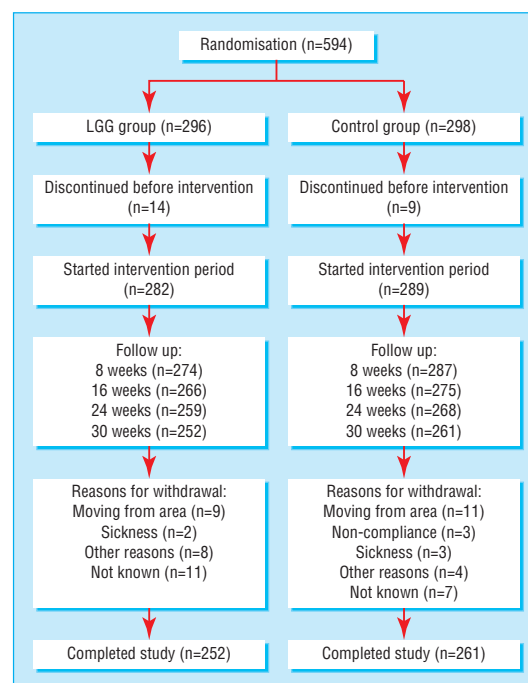 Randomisation (n=594)
LGG group (n=296)
Control group (n=298)
Discontinued before intervention
(n=14)
Discontinued before intervention
(n=9)
Started intervention period
(n=282)
Started intervention period
(n=289)
Follow up:
8 weeks (n=274)
16 weeks (n=266)
24 weeks (n=259)
30 weeks (n=252)
Follow up:
8 weeks (n=287)
16 weeks (n=275)
24 weeks (n=268)
30 weeks (n=261)
Reasons for withdrawal:
Moving from area (n=9)
Sickness (n=2)
Other reasons (n=8)
Not known (n=11)
Reasons for withdrawal:
Moving from area (n=11)
Non-compliance (n=3)
Sickness (n=3)
Other reasons (n=4)
Not known (n=7)
Completed study (n=252)
Completed study (n=261)